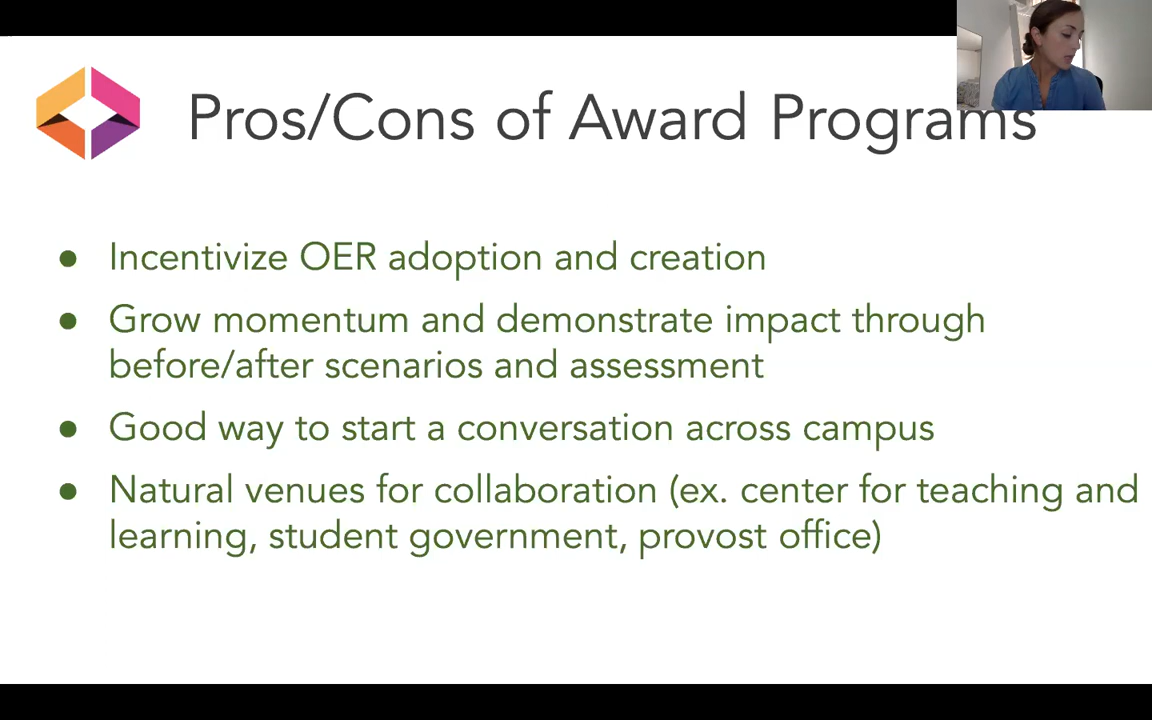 Pros/Cons of Award Programs
● Incentivize OER adoption and creation
● Grow momentum and demonstrate impact through
before/after scenarios and assessment
● Good way to start a conversation across campus
● Natural venues for collaboration (ex. center for teaching and
learning, student government, provost office)